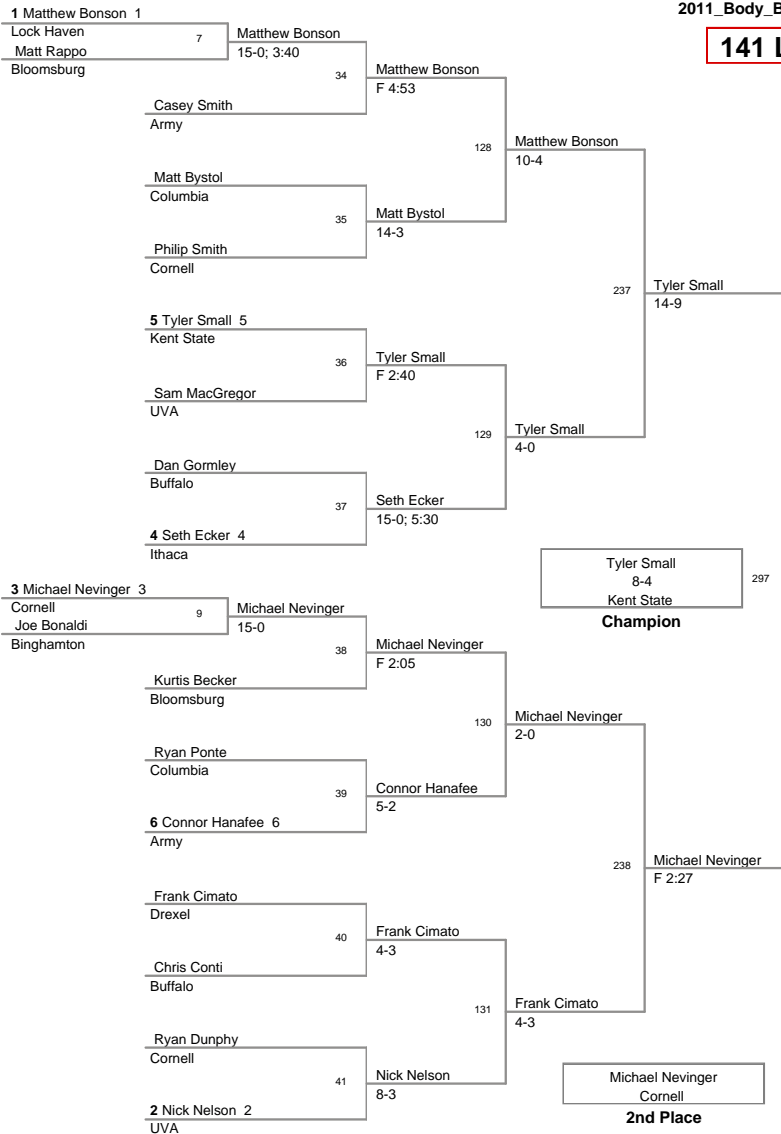 2011_Body_B
141 L
1 Matthew Bonson 1
Lock Haven
7
Matt Rappo
Bloomsburg
Matthew Bonson
15-0; 3:40
34
Casey Smith
Army
Matthew Bonson
F 4:53
128
Matt Bystol
Columbia
35
Philip Smith
Cornell
Matt Bystol
14-3
Matthew Bonson
10-4
237
5 Tyler Small 5
Kent State
36
Sam MacGregor
UVA
Tyler Small
F 2:40
129
Dan Gormley
Buffalo
37
4 Seth Ecker 4
Ithaca
Seth Ecker
15-0; 5:30
Tyler Small
4-0
Tyler Small
14-9
Tyler Small
8-4
Kent State
297
Champion
3 Michael Nevinger 3
Cornell
9
Joe Bonaldi
Binghamton
Michael Nevinger
15-0
38
Kurtis Becker
Bloomsburg
Michael Nevinger
F 2:05
130
Ryan Ponte
Columbia
39
6 Connor Hanafee 6
Army
Connor Hanafee
5-2
Michael Nevinger
2-0
238
Frank Cimato
Drexel
40
Chris Conti
Buffalo
Frank Cimato
4-3
131
Ryan Dunphy
Cornell
41
2 Nick Nelson 2
UVA
Nick Nelson
8-3
Frank Cimato
4-3
Michael Nevinger
F 2:27
Michael Nevinger
Cornell
2nd Place